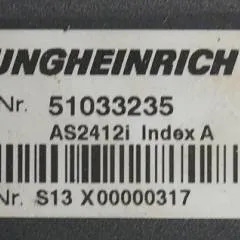 UNGHEINRICH
Nr. 51033235
AS2412i Index A
Nr. S13 X00000317